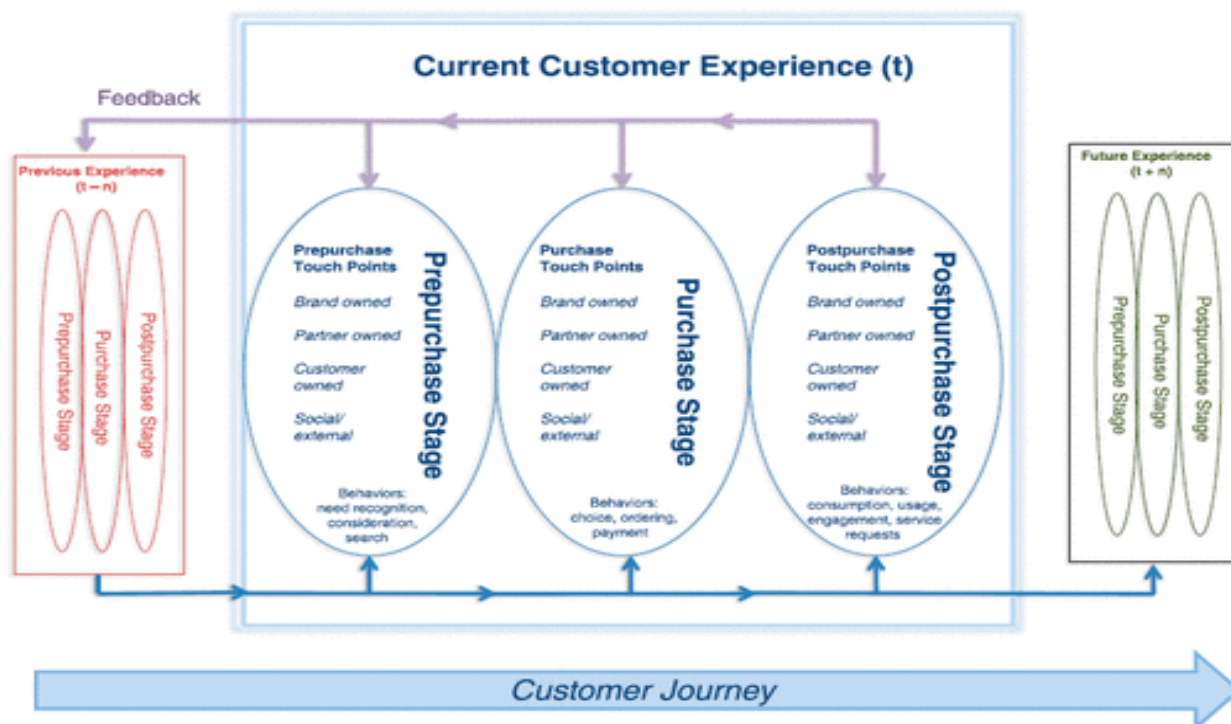 Current Customer Experience (t)
Feedback
Previous Experience
(t – n)
Prepurchase Stage
Purchase Stage
Postpurchase Stage
Prepurchase
Touch Points
Brand owned
Partner owned
Customer
owned
Social/
external
Prepurchase Stage
Behaviors:
need recognition,
consideration,
search
Purchase
Touch Points
Brand owned
Partner owned
Customer
owned
Social/
external
Purchase Stage
Behaviors:
choice, ordering,
payment
Postpurchase
Touch Points
Brand owned
Partner owned
Customer
owned
Social/
external
Postpurchase Stage
Behaviors:
consumption, usage,
engagement, service
requests
Future Experience
(t + n)
Prepurchase Stage
Purchase Stage
Postpurchase Stage
Customer Journey